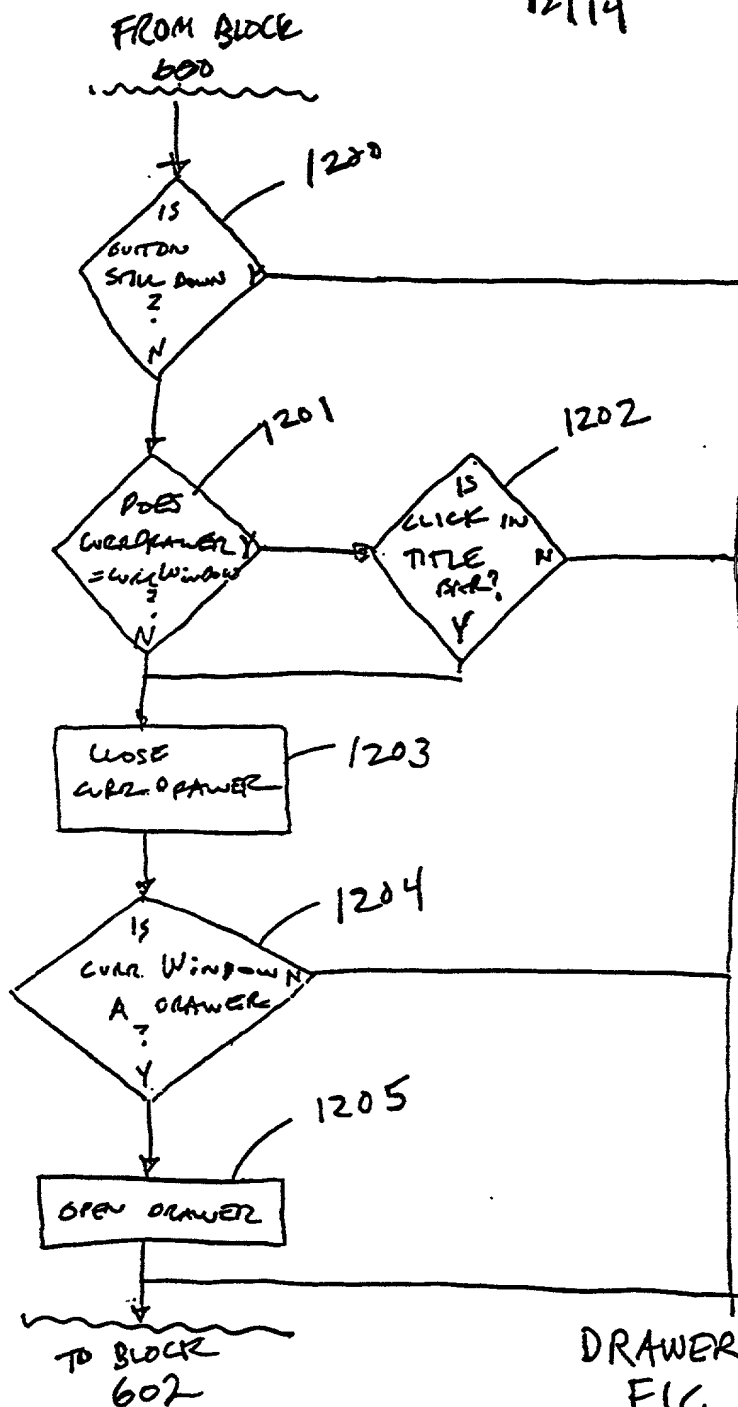 12/14
FROM BLOCK
600
1200
IS
BUTTON
STILL DOWN Y
?
N
1201
DOES
CURRDRAWER Y
=CURRWINDOW
?
N
1202
IS
CLICK IN
TITLE N
BAR?
Y
CLOSE
CURR. DRAWER
1203
1204
IS
CURR. WINDOW N
A DRAWER
?
Y
1205
OPEN DRAWER
TO BLOCK
602
DRAWER
FIG.